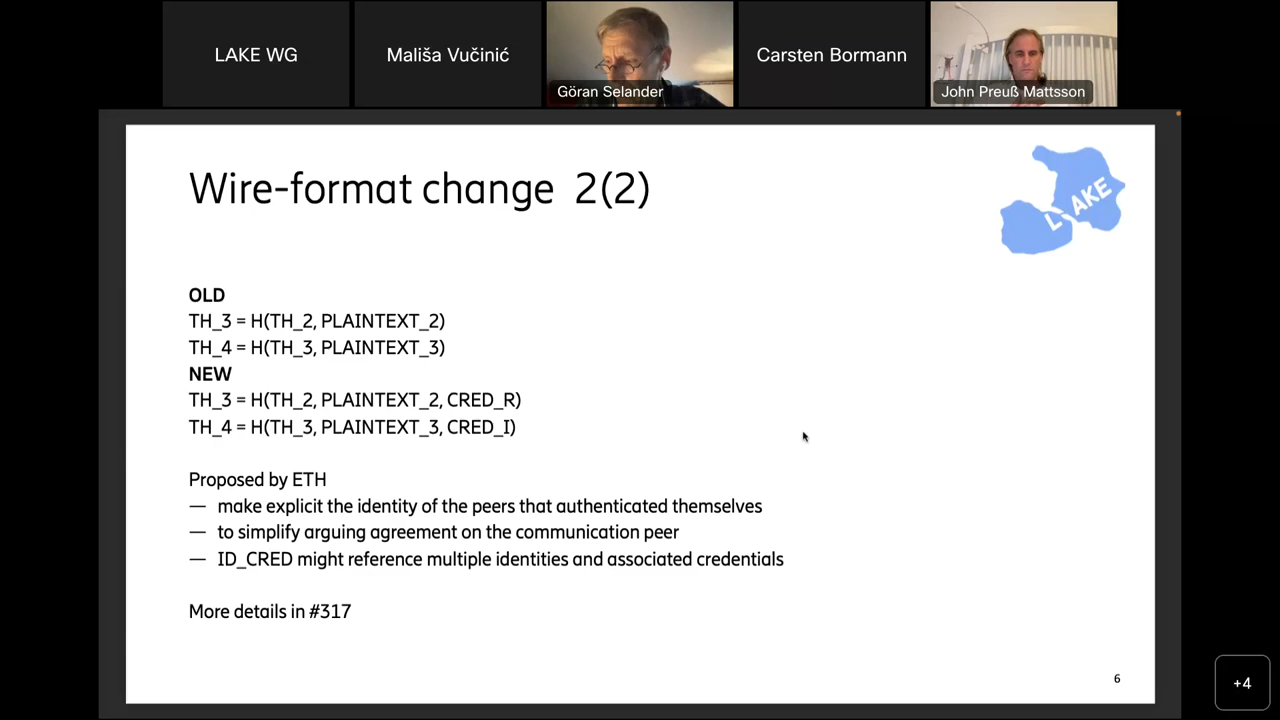 LAKE WG
Mališa Vučinić
Göran Selander
Carsten Bormann
John Preuß Mattsson
Wire-format change 2(2)
LAKE
OLD
TH_3 = H(TH_2, PLAINTEXT_2)
TH_4 = H(TH_3, PLAINTEXT_3)
NEW
TH_3 = H(TH_2, PLAINTEXT_2, CRED_R)
TH_4 = H(TH_3, PLAINTEXT_3, CRED_I)
Proposed by ETH
— make explicit the identity of the peers that authenticated themselves
— to simplify arguing agreement on the communication peer
— ID_CRED might reference multiple identities and associated credentials
More details in #317
6
+4